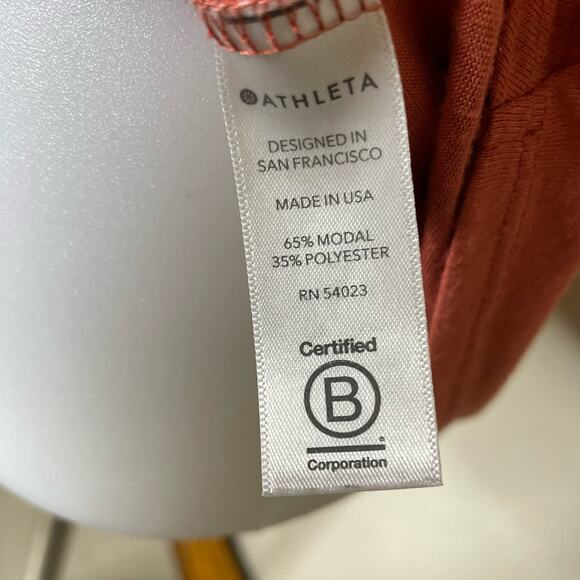 ATHLETA
DESIGNED IN
SAN FRANCISCO
MADE IN USA
65% MODAL
35% POLYESTER
RN 54023
Certified
B
Corporation